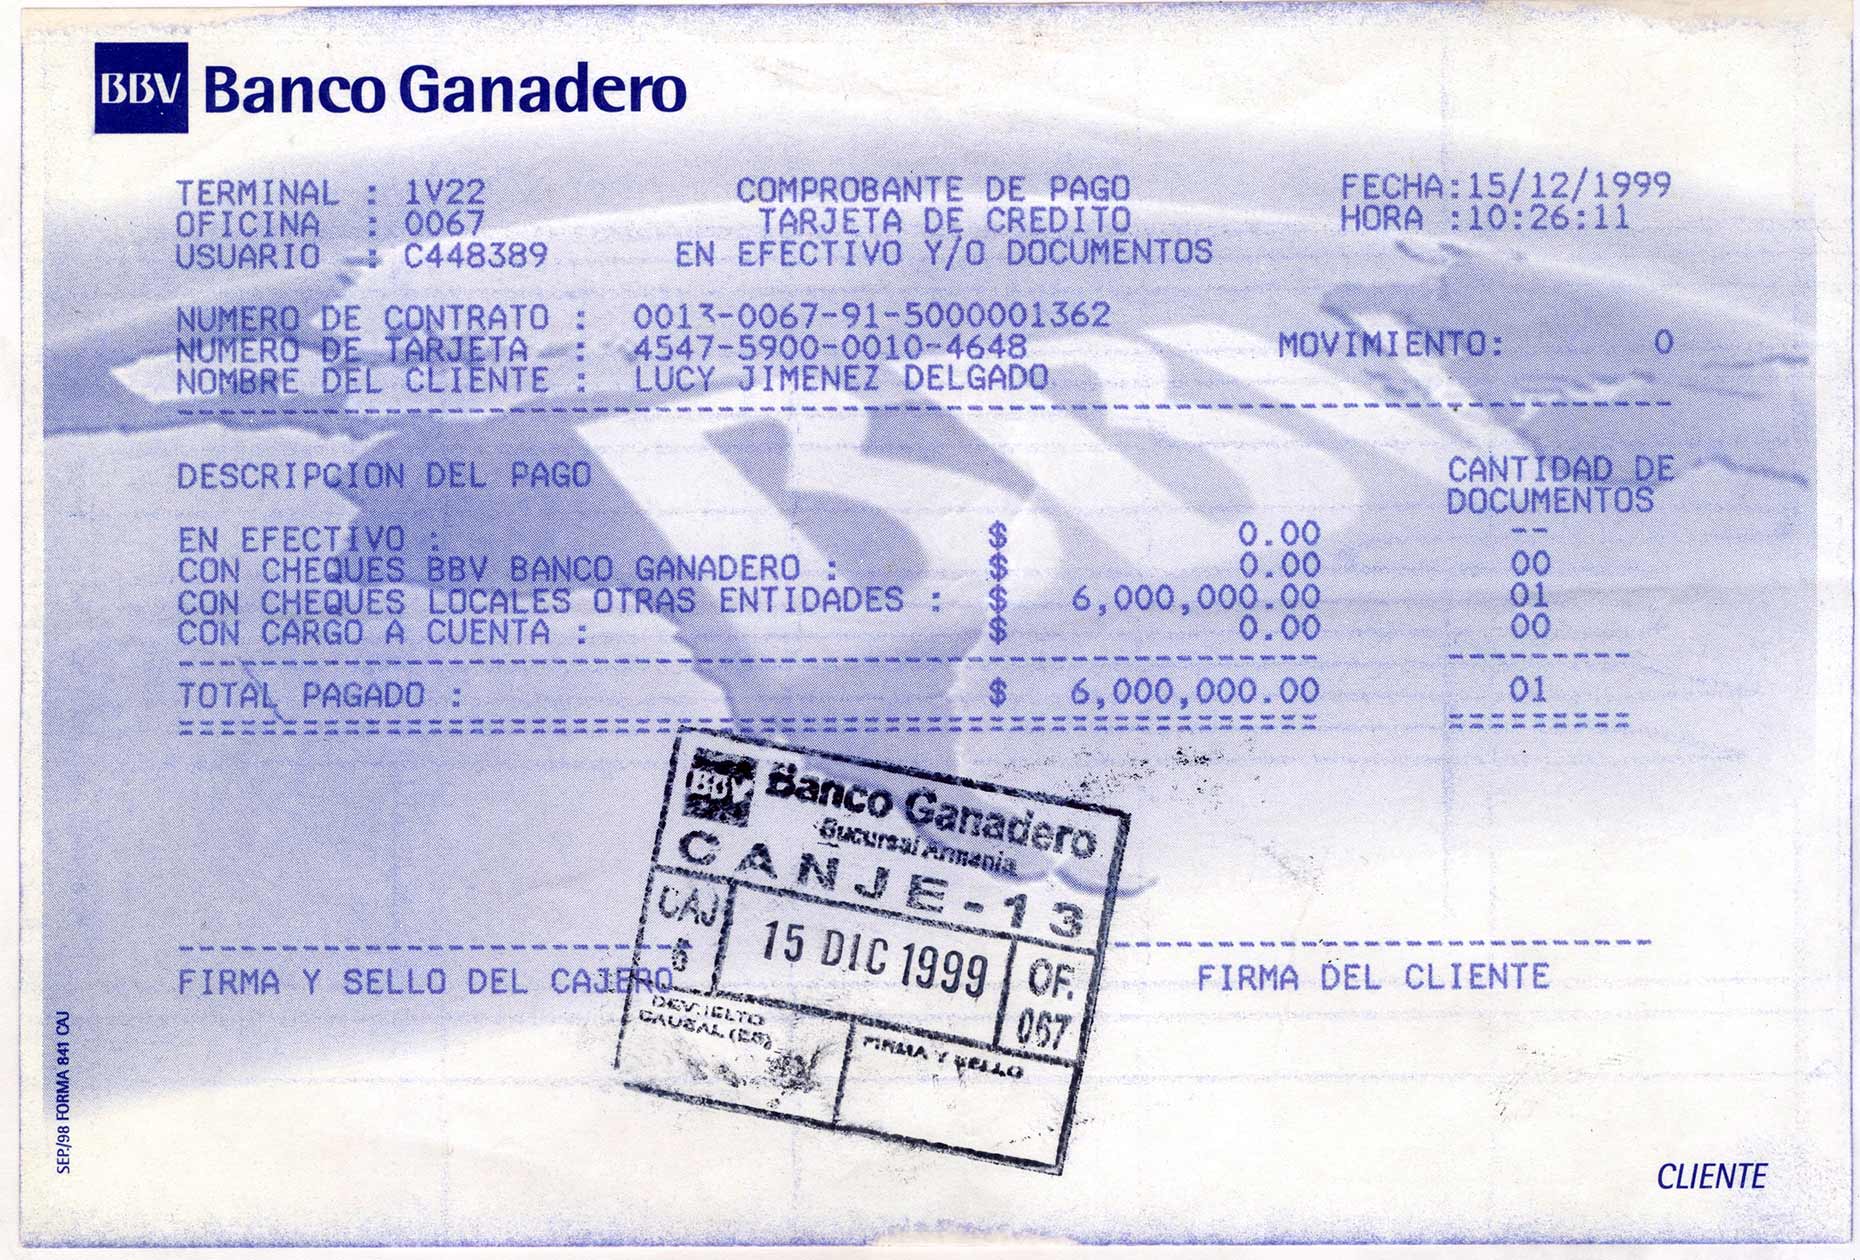 BBV Banco Ganadero
TERMINAL : 1V22 COMPROBANTE DE PAGO FECHA:15/12/1999
OFICINA : 0067 TARJETA DE CREDITO HORA :10:26:11
USUARIO : C448389 EN EFECTIVO Y/O DOCUMENTOS
NUMERO DE CONTRATO : 0013-0067-91-5000001362
NUMERO DE TARJETA : 4547-5900-0010-4648 MOVIMIENTO: 0
NOMBRE DEL CLIENTE : LUCY JIMENEZ DELGADO
DESCRIPCION DEL PAGO CANTIDAD DE
DOCUMENTOS
EN EFECTIVO : $ 0.00 --
CON CHEQUES BBV BANCO GANADERO : $ 0.00 00
CON CHEQUES LOCALES OTRAS ENTIDADES : $ 6,000,000.00 01
CON CARGO A CUENTA : $ 0.00 00
TOTAL PAGADO : $ 6,000,000.00 01
BBV Banco Ganadero
Sucursal Armenia
CANJE-13
CAJ 15 DIC 1999 OF.
6 067
DEVUELTO
CAUSAL(ES) FIRMA Y SELLO
FIRMA Y SELLO DEL CAJERO FIRMA DEL CLIENTE
SEP/98 FORMA 841 CAJ
CLIENTE